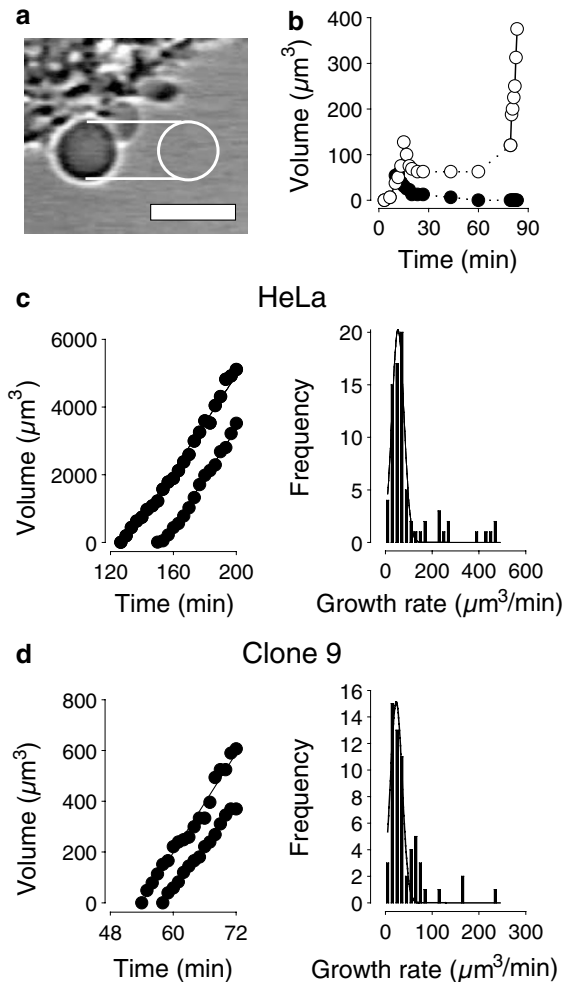 a
b
400
300
200
100
0
Volume (µm³)
0 30 60 90
Time (min)
c
HeLa
6000
4000
2000
0
Volume (µm³)
120 160 200
Time (min)
20
15
10
5
0
Frequency
0 200 400 600
Growth rate (µm³/min)
d
Clone 9
800
600
400
200
0
Volume (µm³)
48 60 72
Time (min)
16
14
12
10
8
6
4
2
0
Frequency
0 100 200 300
Growth rate (µm³/min)